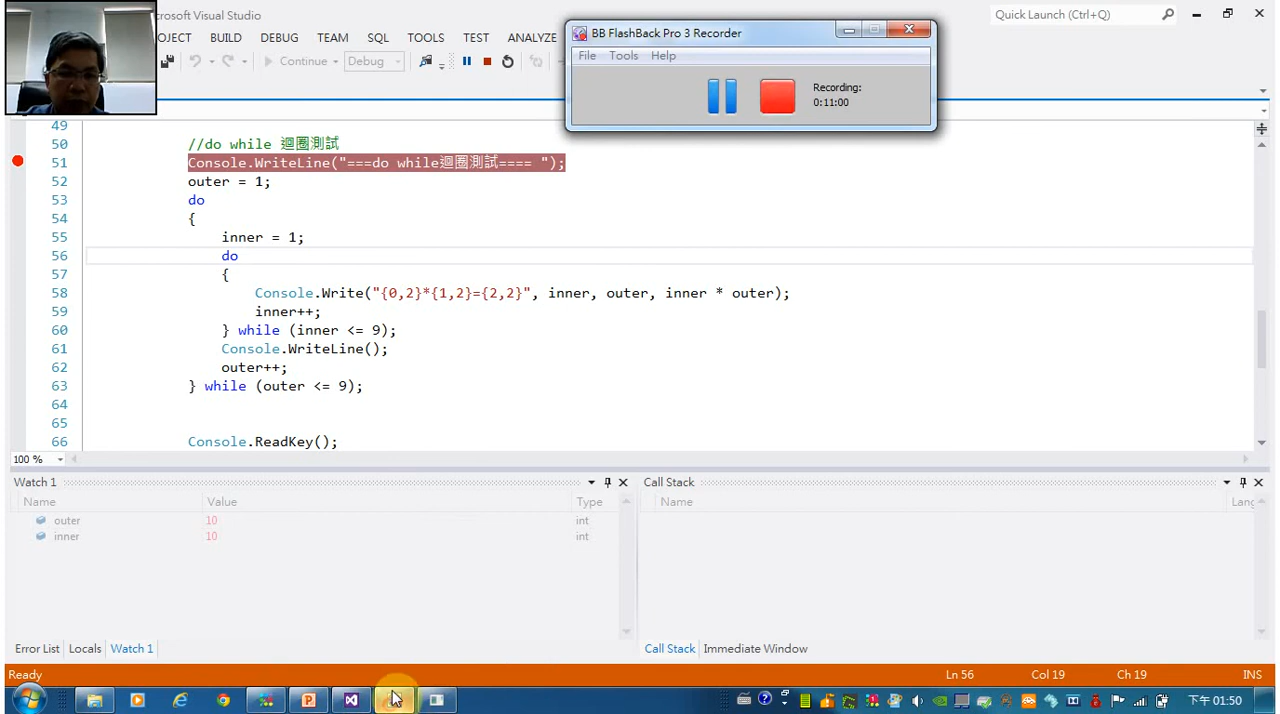 crosoft Visual Studio
Quick Launch (Ctrl+Q)
OJECT BUILD DEBUG TEAM SQL TOOLS TEST ANALYZE
Continue Debug
BB FlashBack Pro 3 Recorder
File Tools Help
Recording:
0:11:00
49
50 //do while 迴圈測試
51 Console.WriteLine("===do while迴圈測試==== ");
52 outer = 1;
53 do
54 {
55 inner = 1;
56 do
57 {
58 Console.Write("{0,2}*{1,2}={2,2}", inner, outer, inner * outer);
59 inner++;
60 } while (inner <= 9);
61 Console.WriteLine();
62 outer++;
63 } while (outer <= 9);
64
65
66 Console.ReadKey();
100 %
Watch 1
Name Value Type
outer 10 int
inner 10 int
Error List Locals Watch 1
Call Stack
Name Lang
Call Stack Immediate Window
Ready Ln 56 Col 19 Ch 19 INS
下午 01:50